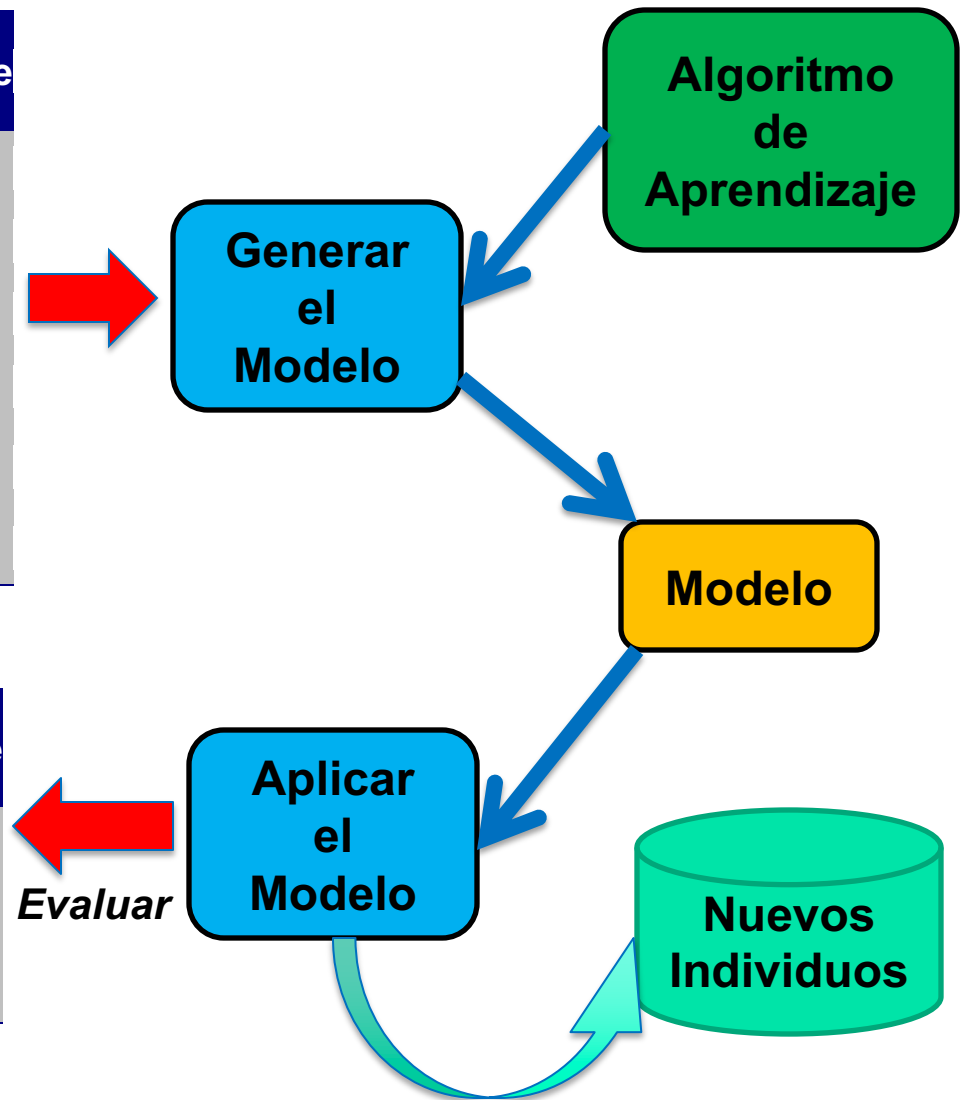 Algoritmo
de
Aprendizaje
Generar
el
Modelo
Modelo
Aplicar
el
Modelo
Evaluar
Nuevos
Individuos